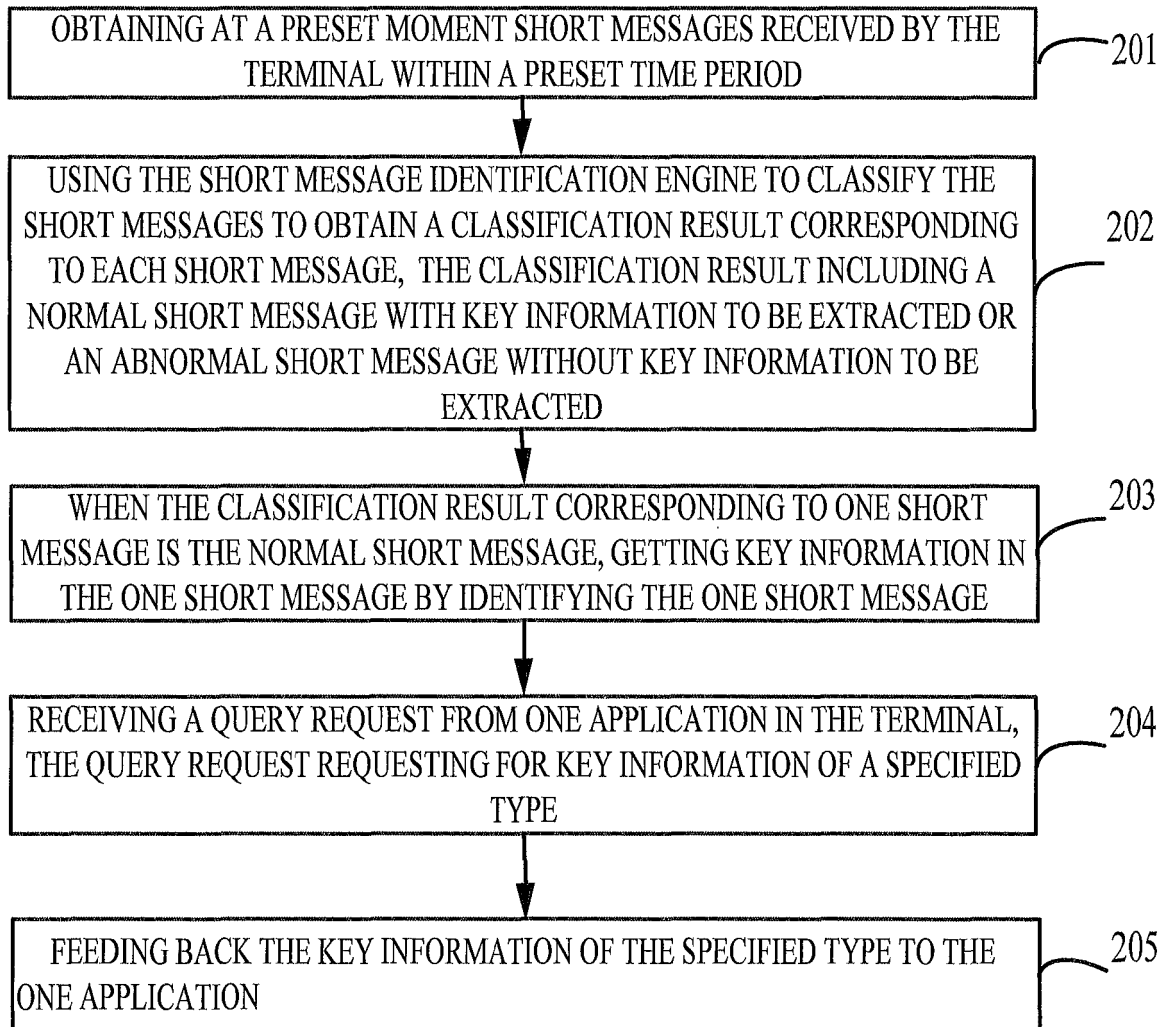 OBTAINING AT A PRESET MOMENT SHORT MESSAGES RECEIVED BY THE
TERMINAL WITHIN A PRESET TIME PERIOD
201
USING THE SHORT MESSAGE IDENTIFICATION ENGINE TO CLASSIFY THE
SHORT MESSAGES TO OBTAIN A CLASSIFICATION RESULT CORRESPONDING
TO EACH SHORT MESSAGE, THE CLASSIFICATION RESULT INCLUDING A
NORMAL SHORT MESSAGE WITH KEY INFORMATION TO BE EXTRACTED OR
AN ABNORMAL SHORT MESSAGE WITHOUT KEY INFORMATION TO BE
EXTRACTED
202
WHEN THE CLASSIFICATION RESULT CORRESPONDING TO ONE SHORT
MESSAGE IS THE NORMAL SHORT MESSAGE, GETTING KEY INFORMATION IN
THE ONE SHORT MESSAGE BY IDENTIFYING THE ONE SHORT MESSAGE
203
RECEIVING A QUERY REQUEST FROM ONE APPLICATION IN THE TERMINAL,
THE QUERY REQUEST REQUESTING FOR KEY INFORMATION OF A SPECIFIED
TYPE
204
FEEDING BACK THE KEY INFORMATION OF THE SPECIFIED TYPE TO THE
ONE APPLICATION
205